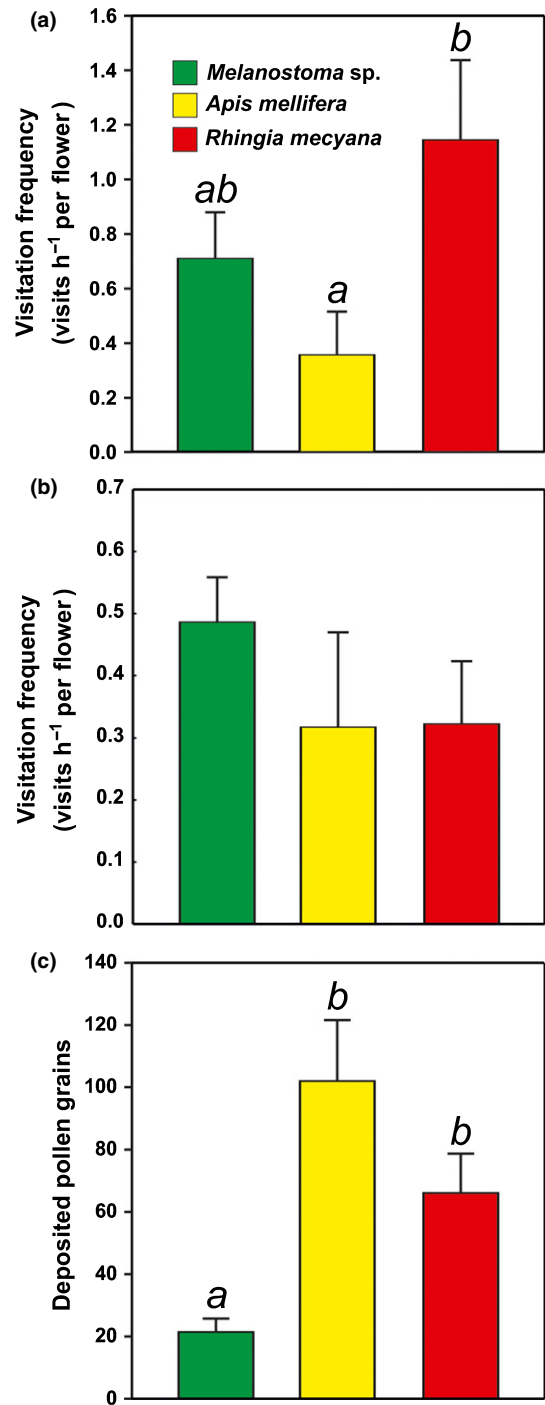 (a)
Visitation frequency
(visits h⁻¹ per flower)
1.6
1.4
1.2
1.0
0.8
0.6
0.4
0.2
0.0
Melanostoma sp.
Apis mellifera
Rhingia mecyana
ab
a
b
(b)
Visitation frequency
(visits h⁻¹ per flower)
0.7
0.6
0.5
0.4
0.3
0.2
0.1
0.0
(c)
Deposited pollen grains
140
120
100
80
60
40
20
0
a
b
b